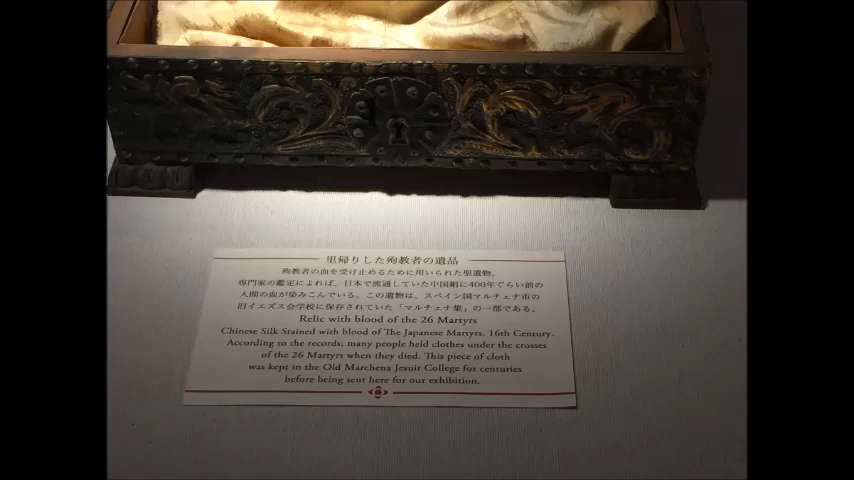 里帰りした殉教者の遺品
殉教者の血を受け止めるために用いられた聖遺物。
専門家の鑑定によれば、日本で流通していた中国絹に400年ぐらい前の
人間の血が染みこんでいる。この遺物は、スペイン国マルチェナ市の
旧イエズス会学校に保存されていた「マルチェナ集」の一部である。
Relic with blood of the 26 Martyrs
Chinese Silk Stained with blood of The Japanese Martyrs, 16th Century.
According to the records, many people held clothes under the crosses
of the 26 Martyrs when they died. This piece of cloth
was kept in the Old Marchena Jesuit College for centuries
before being sent here for our exhibition.